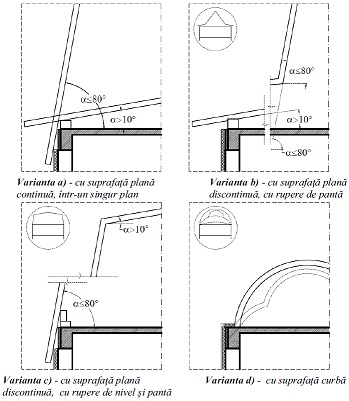 α≤80°
α>10°
Varianta a) - cu suprafață plană
continuă, într-un singur plan
α≤80°
α>10°
α≤80°
Varianta b) - cu suprafață plană
discontinuă, cu rupere de pantă
α>10°
α≤80°
Varianta c) - cu suprafață plană
discontinuă, cu rupere de nivel și pantă
Varianta d) - cu suprafață curbă